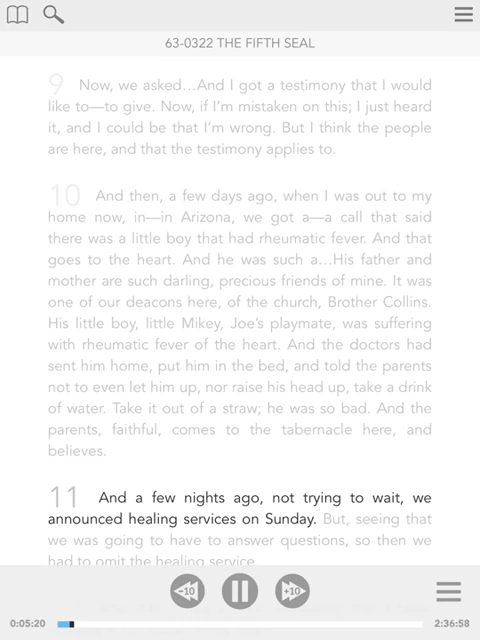 63-0322 THE FIFTH SEAL
9 Now, we asked…And I got a testimony that I would
like to—to give. Now, if I'm mistaken on this; I just heard
it, and I could be that I'm wrong. But I think the people
are here, and that the testimony applies to.
10 And then, a few days ago, when I was out to my
home now, in—in Arizona, we got a—a call that said
there was a little boy that had rheumatic fever. And that
goes to the heart. And he was such a…His father and
mother are such darling, precious friends of mine. It was
one of our deacons here, of the church, Brother Collins.
His little boy, little Mikey, Joe's playmate, was suffering
with rheumatic fever of the heart. And the doctors had
sent him home, put him in the bed, and told the parents
not to even let him up, nor raise his head up, take a drink
of water. Take it out of a straw; he was so bad. And the
parents, faithful, comes to the tabernacle here, and
believes.
11 And a few nights ago, not trying to wait, we
announced healing services on Sunday. But, seeing that
we was going to have to answer questions, so then we
had to omit the healing service.
-10 +10
0:05:20 2:36:58